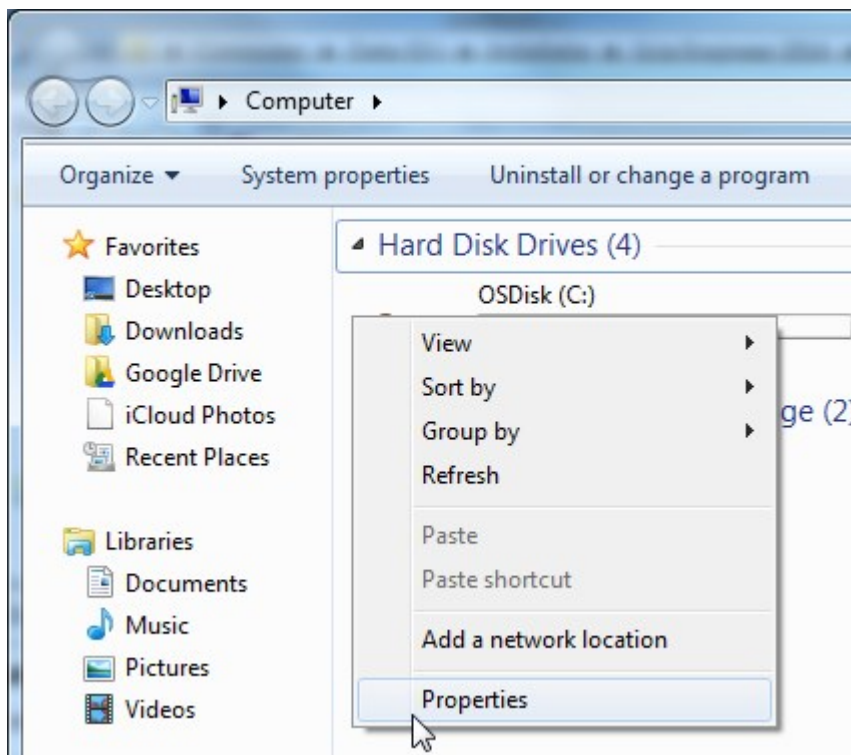 Computer
Organize
System properties
Uninstall or change a program
Favorites
Desktop
Downloads
Google Drive
iCloud Photos
Recent Places
Libraries
Documents
Music
Pictures
Videos
Hard Disk Drives (4)
OSDisk (C:)
(2)
View
Sort by
Group by
Refresh
Paste
Paste shortcut
Add a network location
Properties